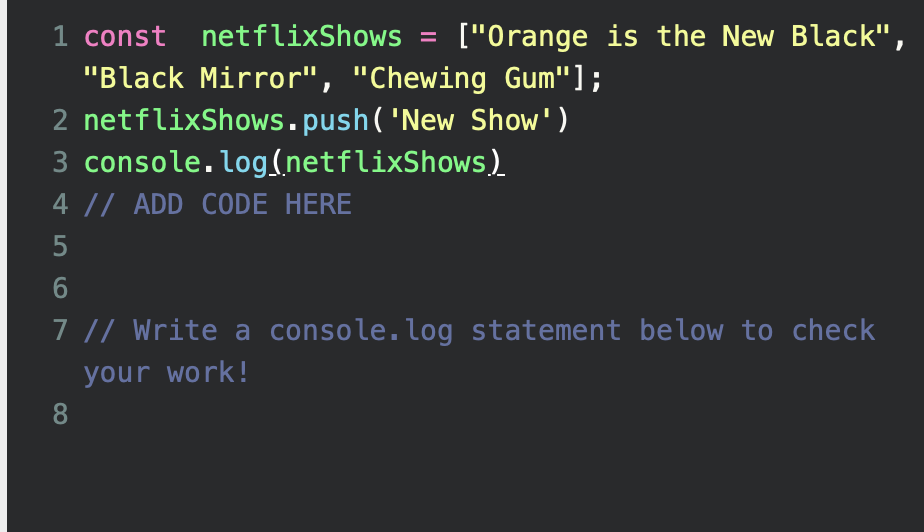 1 const  netflixShows = ["Orange is the New Black",
"Black Mirror", "Chewing Gum"];
2 netflixShows.push('New Show')
3 console.log(netflixShows)
4 // ADD CODE HERE
5
6
7 // Write a console.log statement below to check
your work!
8